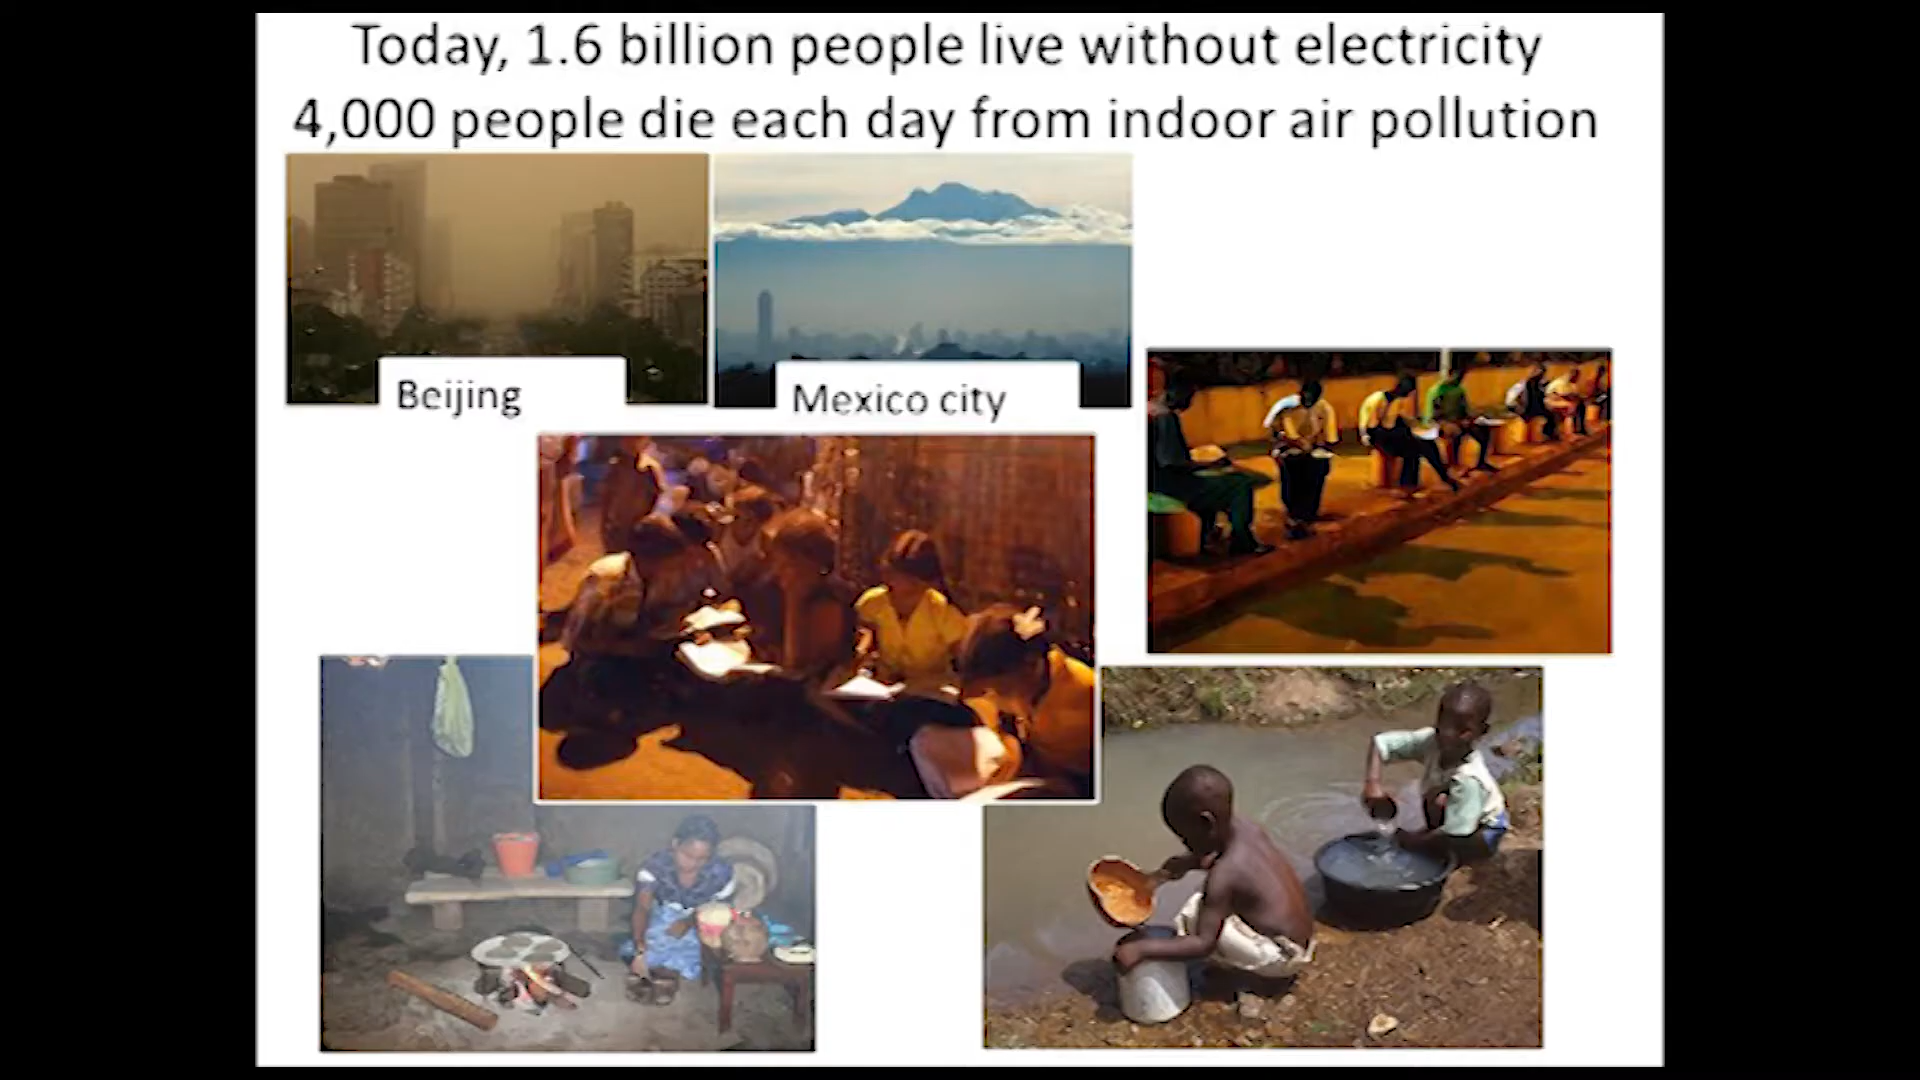 Today, 1.6 billion people live without electricity
4,000 people die each day from indoor air pollution
Beijing
Mexico city